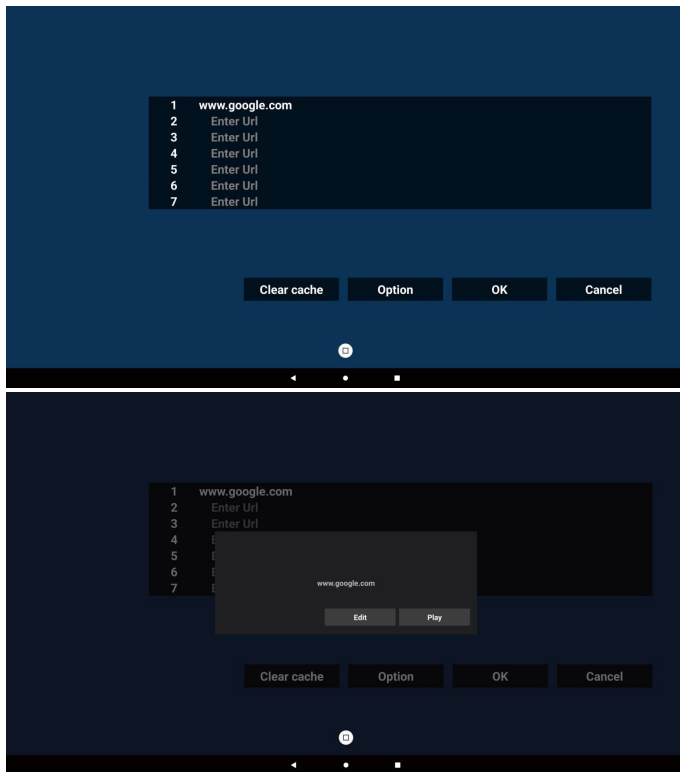 1 www.google.com
2 Enter Url
3 Enter Url
4 Enter Url
5 Enter Url
6 Enter Url
7 Enter Url
Clear cache Option OK Cancel
1 www.google.com
2 Enter Url
3 Enter Url
4 E
5 E
6 E
7 E
www.google.com
Edit Play
Clear cache Option OK Cancel